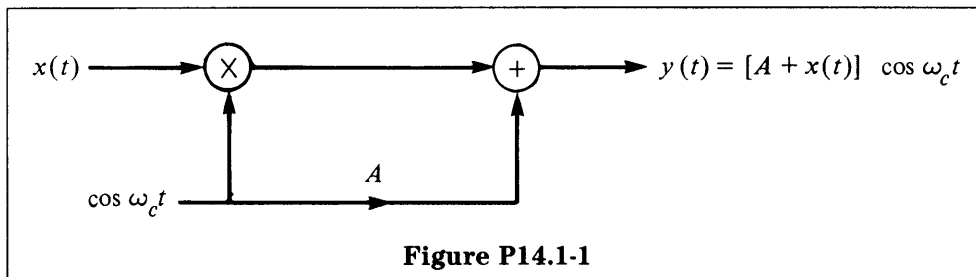 x(t) × + y(t) = [A + x(t)] cos ω_c t
A
cos ω_c t
Figure P14.1-1